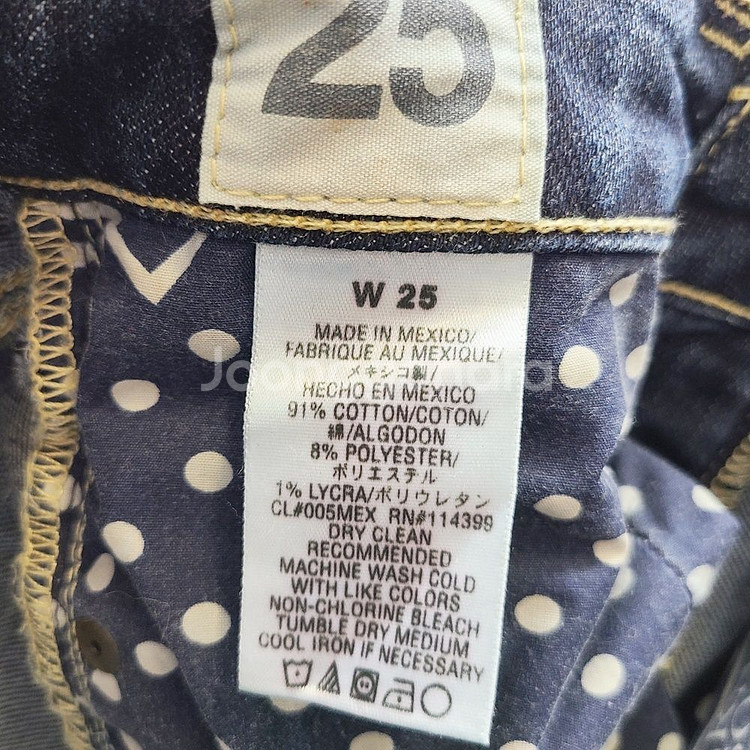 25
W 25
MADE IN MEXICO/
FABRIQUE AU MEXIQUE/
メキシコ製/
HECHO EN MEXICO
91% COTTON/COTON/
綿/ALGODON
8% POLYESTER/
ポリエステル
1% LYCRA/ポリウレタン
CL#005MEX RN#114399
DRY CLEAN
RECOMMENDED
MACHINE WASH COLD
WITH LIKE COLORS
NON-CHLORINE BLEACH
TUMBLE DRY MEDIUM
COOL IRON IF NECESSARY